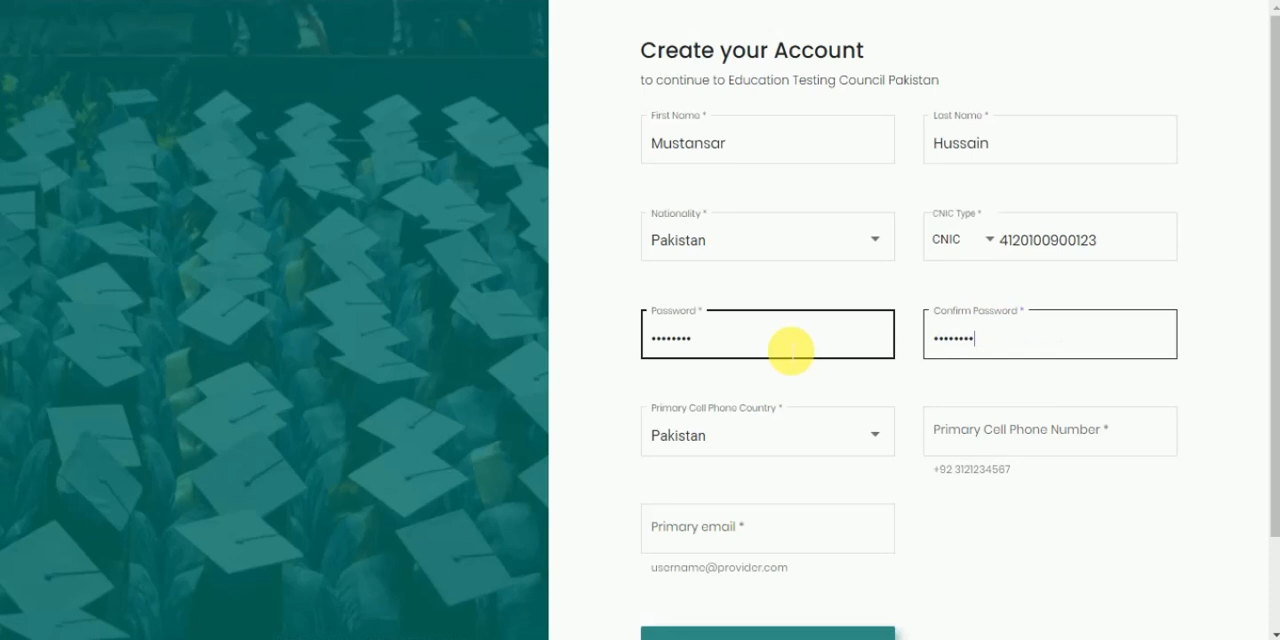 Create your Account
to continue to Education Testing Council Pakistan
First Name * Last Name *
Mustansar Hussain
Nationality * CNIC Type *
Pakistan CNIC 4120100900123
Password * Confirm Password *
•••••••• ••••••••
Primary Cell Phone Country *
Pakistan Primary Cell Phone Number *
+92 3121234567
Primary email *
username@provider.com